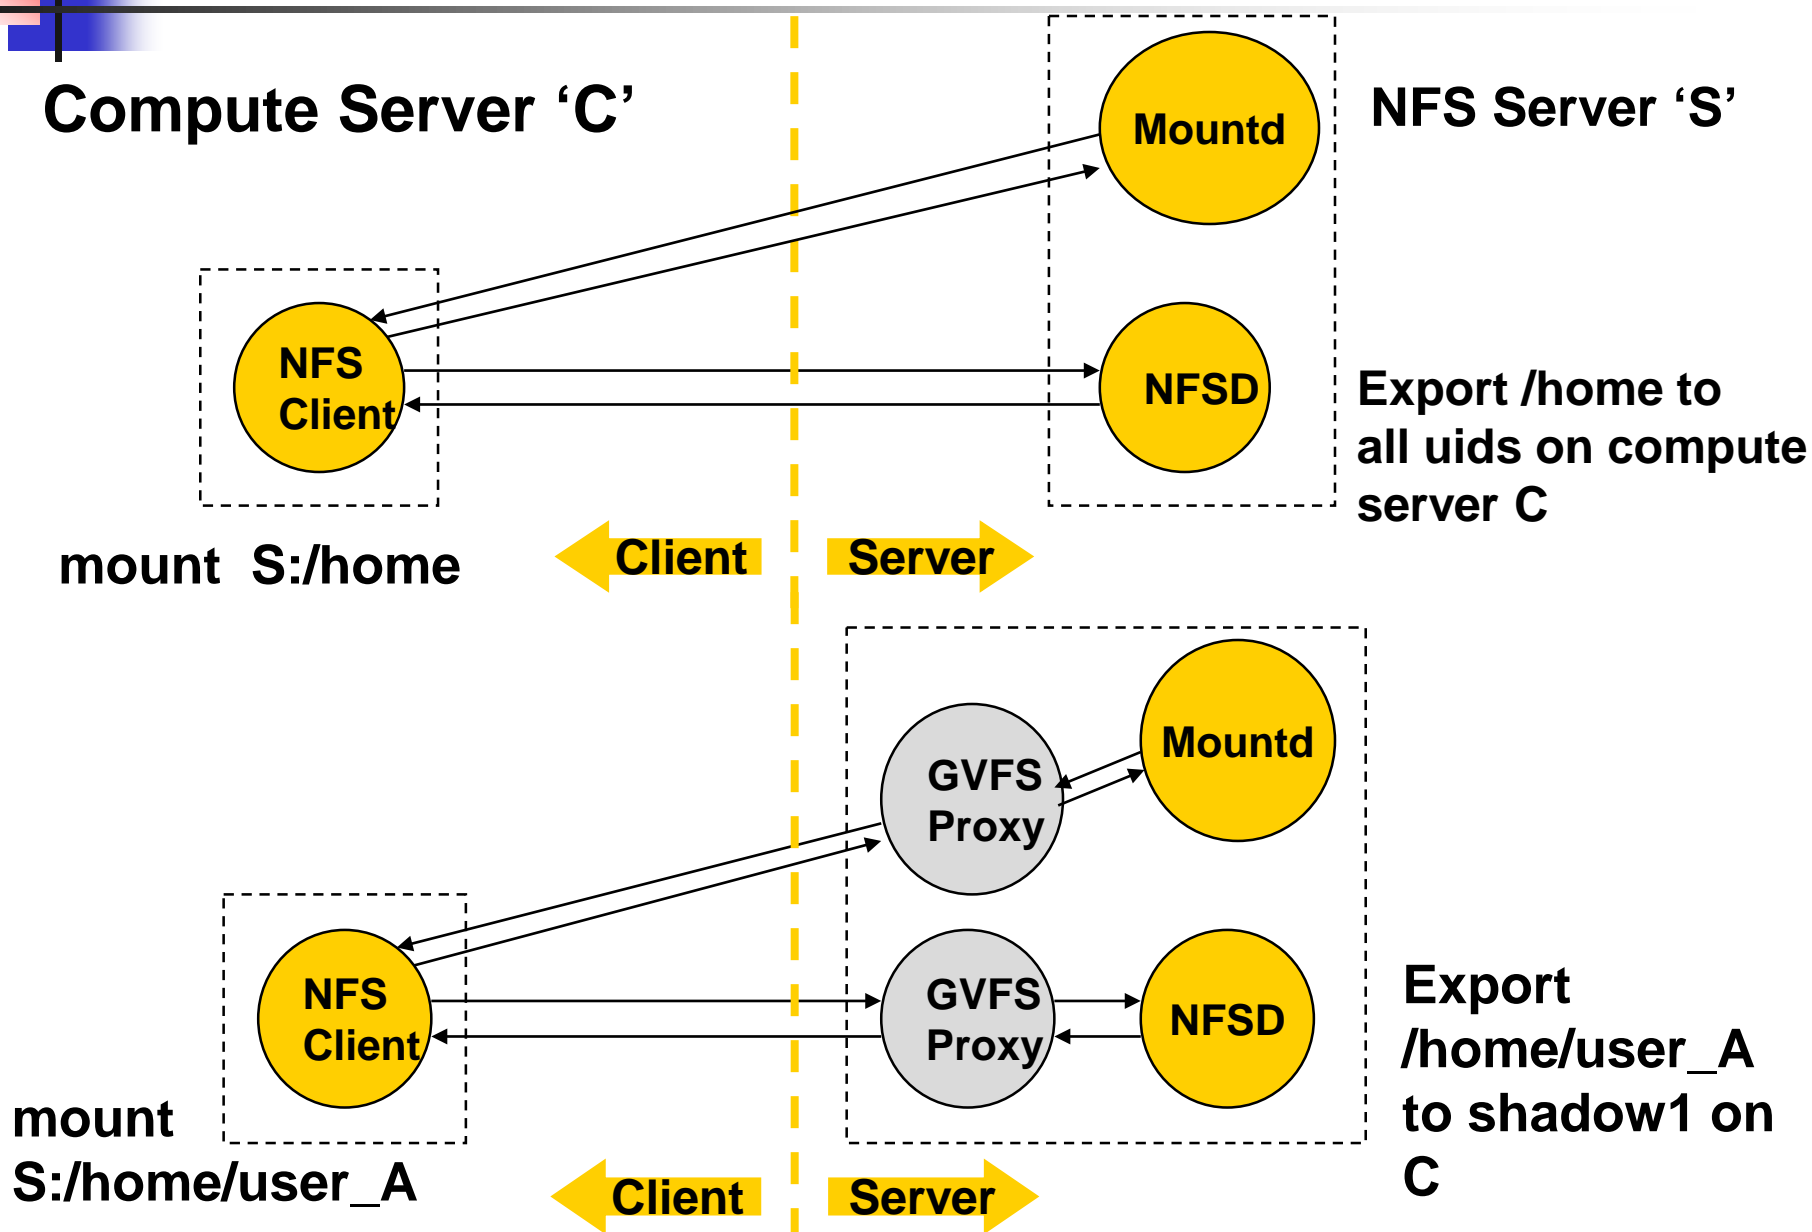 Compute Server ‘C’
NFS Server ‘S’
Mountd
NFS
Client
NFSD
Export /home to
all uids on compute
server C
mount S:/home
Client
Server
GVFS
Proxy
Mountd
NFS
Client
GVFS
Proxy
NFSD
Export
/home/user_A
to shadow1 on
C
mount
S:/home/user_A
Client
Server